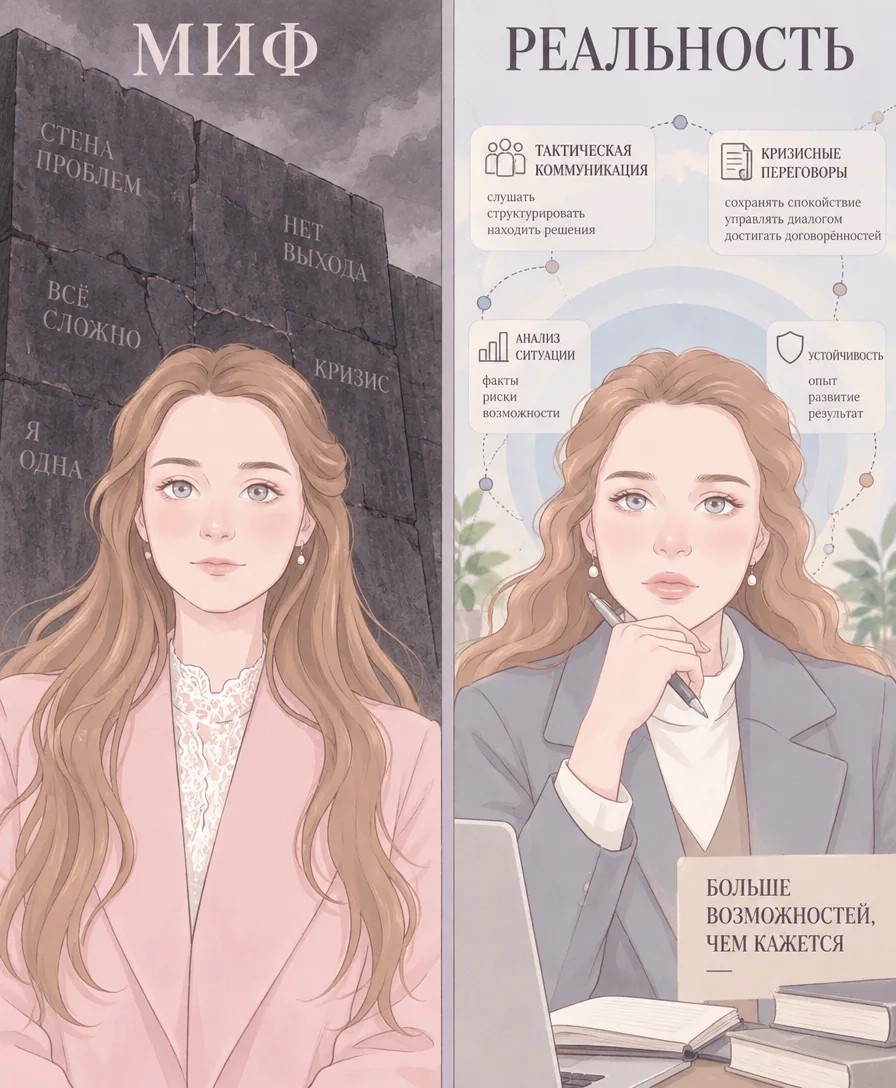 МИФ
СТЕНА
ПРОБЛЕМ
НЕТ
ВЫХОДА
ВСЁ
СЛОЖНО
КРИЗИС
Я
ОДНА
РЕАЛЬНОСТЬ
ТАКТИЧЕСКАЯ
КОММУНИКАЦИЯ
слушать
структурировать
находить решения
КРИЗИСНЫЕ
ПЕРЕГОВОРЫ
сохранять спокойствие
управлять диалогом
достигать договорённостей
АНАЛИЗ
СИТУАЦИИ
факты
риски
возможности
УСТОЙЧИВОСТЬ
опыт
развитие
результат
БОЛЬШЕ
ВОЗМОЖНОСТЕЙ,
ЧЕМ КАЖЕТСЯ